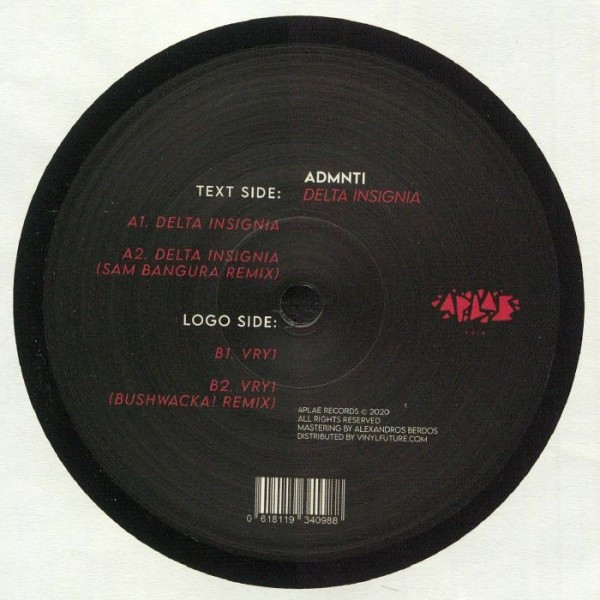 ADMNTI
TEXT SIDE: DELTA INSIGNIA
A1. DELTA INSIGNIA
A2. DELTA INSIGNIA
(SAM BANGURA REMIX)
4PLAE
LOGO SIDE:
B1. VRY1
B2. VRY1
(BUSHWACKA! REMIX)
4PLAE RECORDS © 2020
ALL RIGHTS RESERVED
MASTERING BY ALEXANDROS BERDOS
DISTRIBUTED BY VINYLFUTURE.COM
0 618119 340988